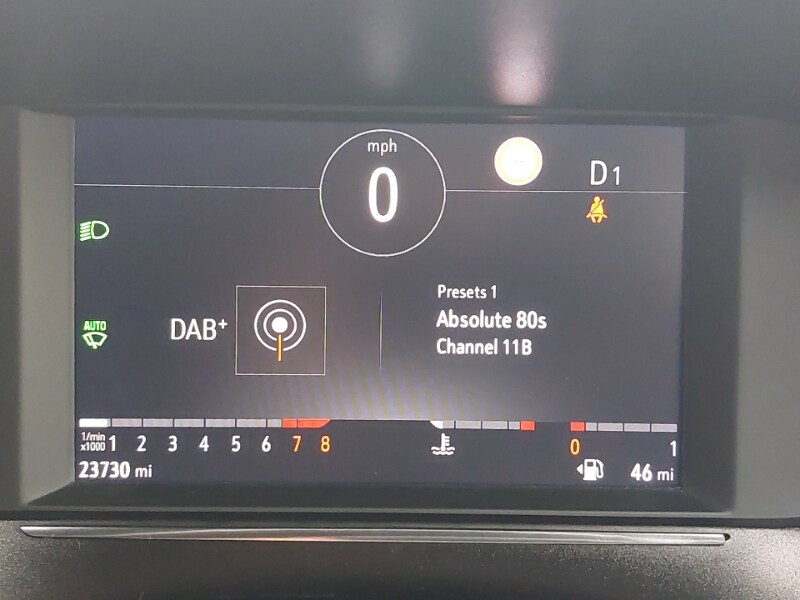 mph
0
D1
Presets 1
DAB+
Absolute 80s
Channel 11B
AUTO
1/min
x1000 1 2 3 4 5 6 7 8
0 1
23730 mi
46 mi